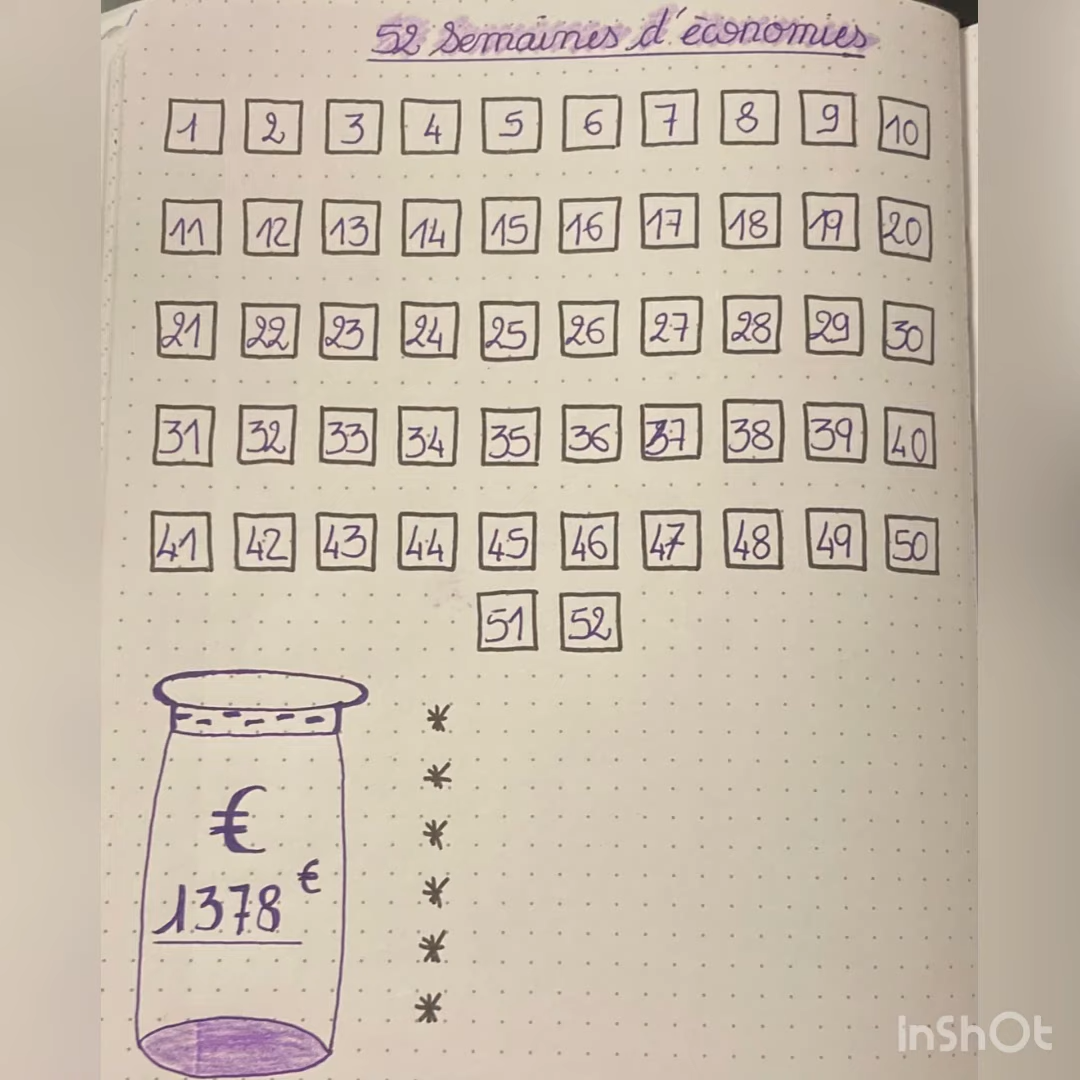 52 Semaines d'économies
1 2 3 4 5 6 7 8 9 10
11 12 13 14 15 16 17 18 19 20
21 22 23 24 25 26 27 28 29 30
31 32 33 34 35 36 37 38 39 40
41 42 43 44 45 46 47 48 49 50
51 52
€
1378 €
*
*
*
*
*
*
InShOt